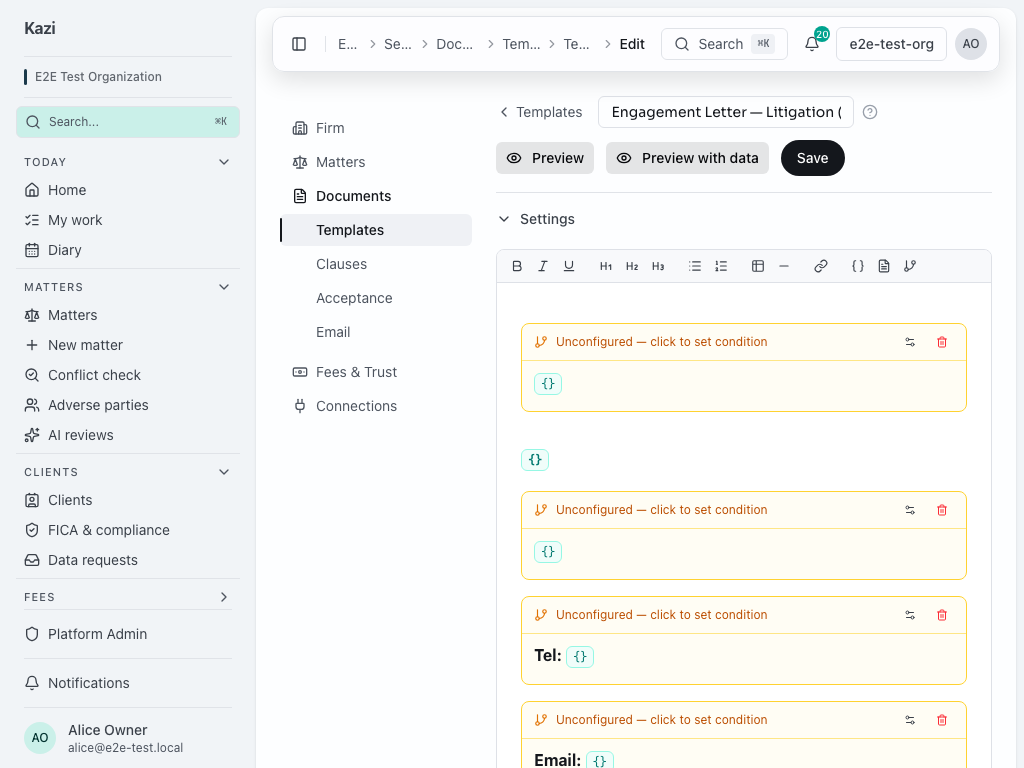 Kazi
E2E Test Organization
Search... ⌘K
TODAY
Home
My work
Diary
MATTERS
Matters
New matter
Conflict check
Adverse parties
AI reviews
CLIENTS
Clients
FICA & compliance
Data requests
FEES
Platform Admin
Notifications
AO
Alice Owner
alice@e2e-test.local
E... Se... Doc... Tem... Te... Edit
Search ⌘K
20
e2e-test-org
AO
Firm
Matters
Documents
Templates
Clauses
Acceptance
Email
Fees & Trust
Connections
Templates
Engagement Letter — Litigation (
Preview
Preview with data
Save
Settings
B I U H1 H2 H3 {}
Unconfigured — click to set condition
{}
{}
Unconfigured — click to set condition
{}
Unconfigured — click to set condition
Tel: {}
Unconfigured — click to set condition
Email: {}